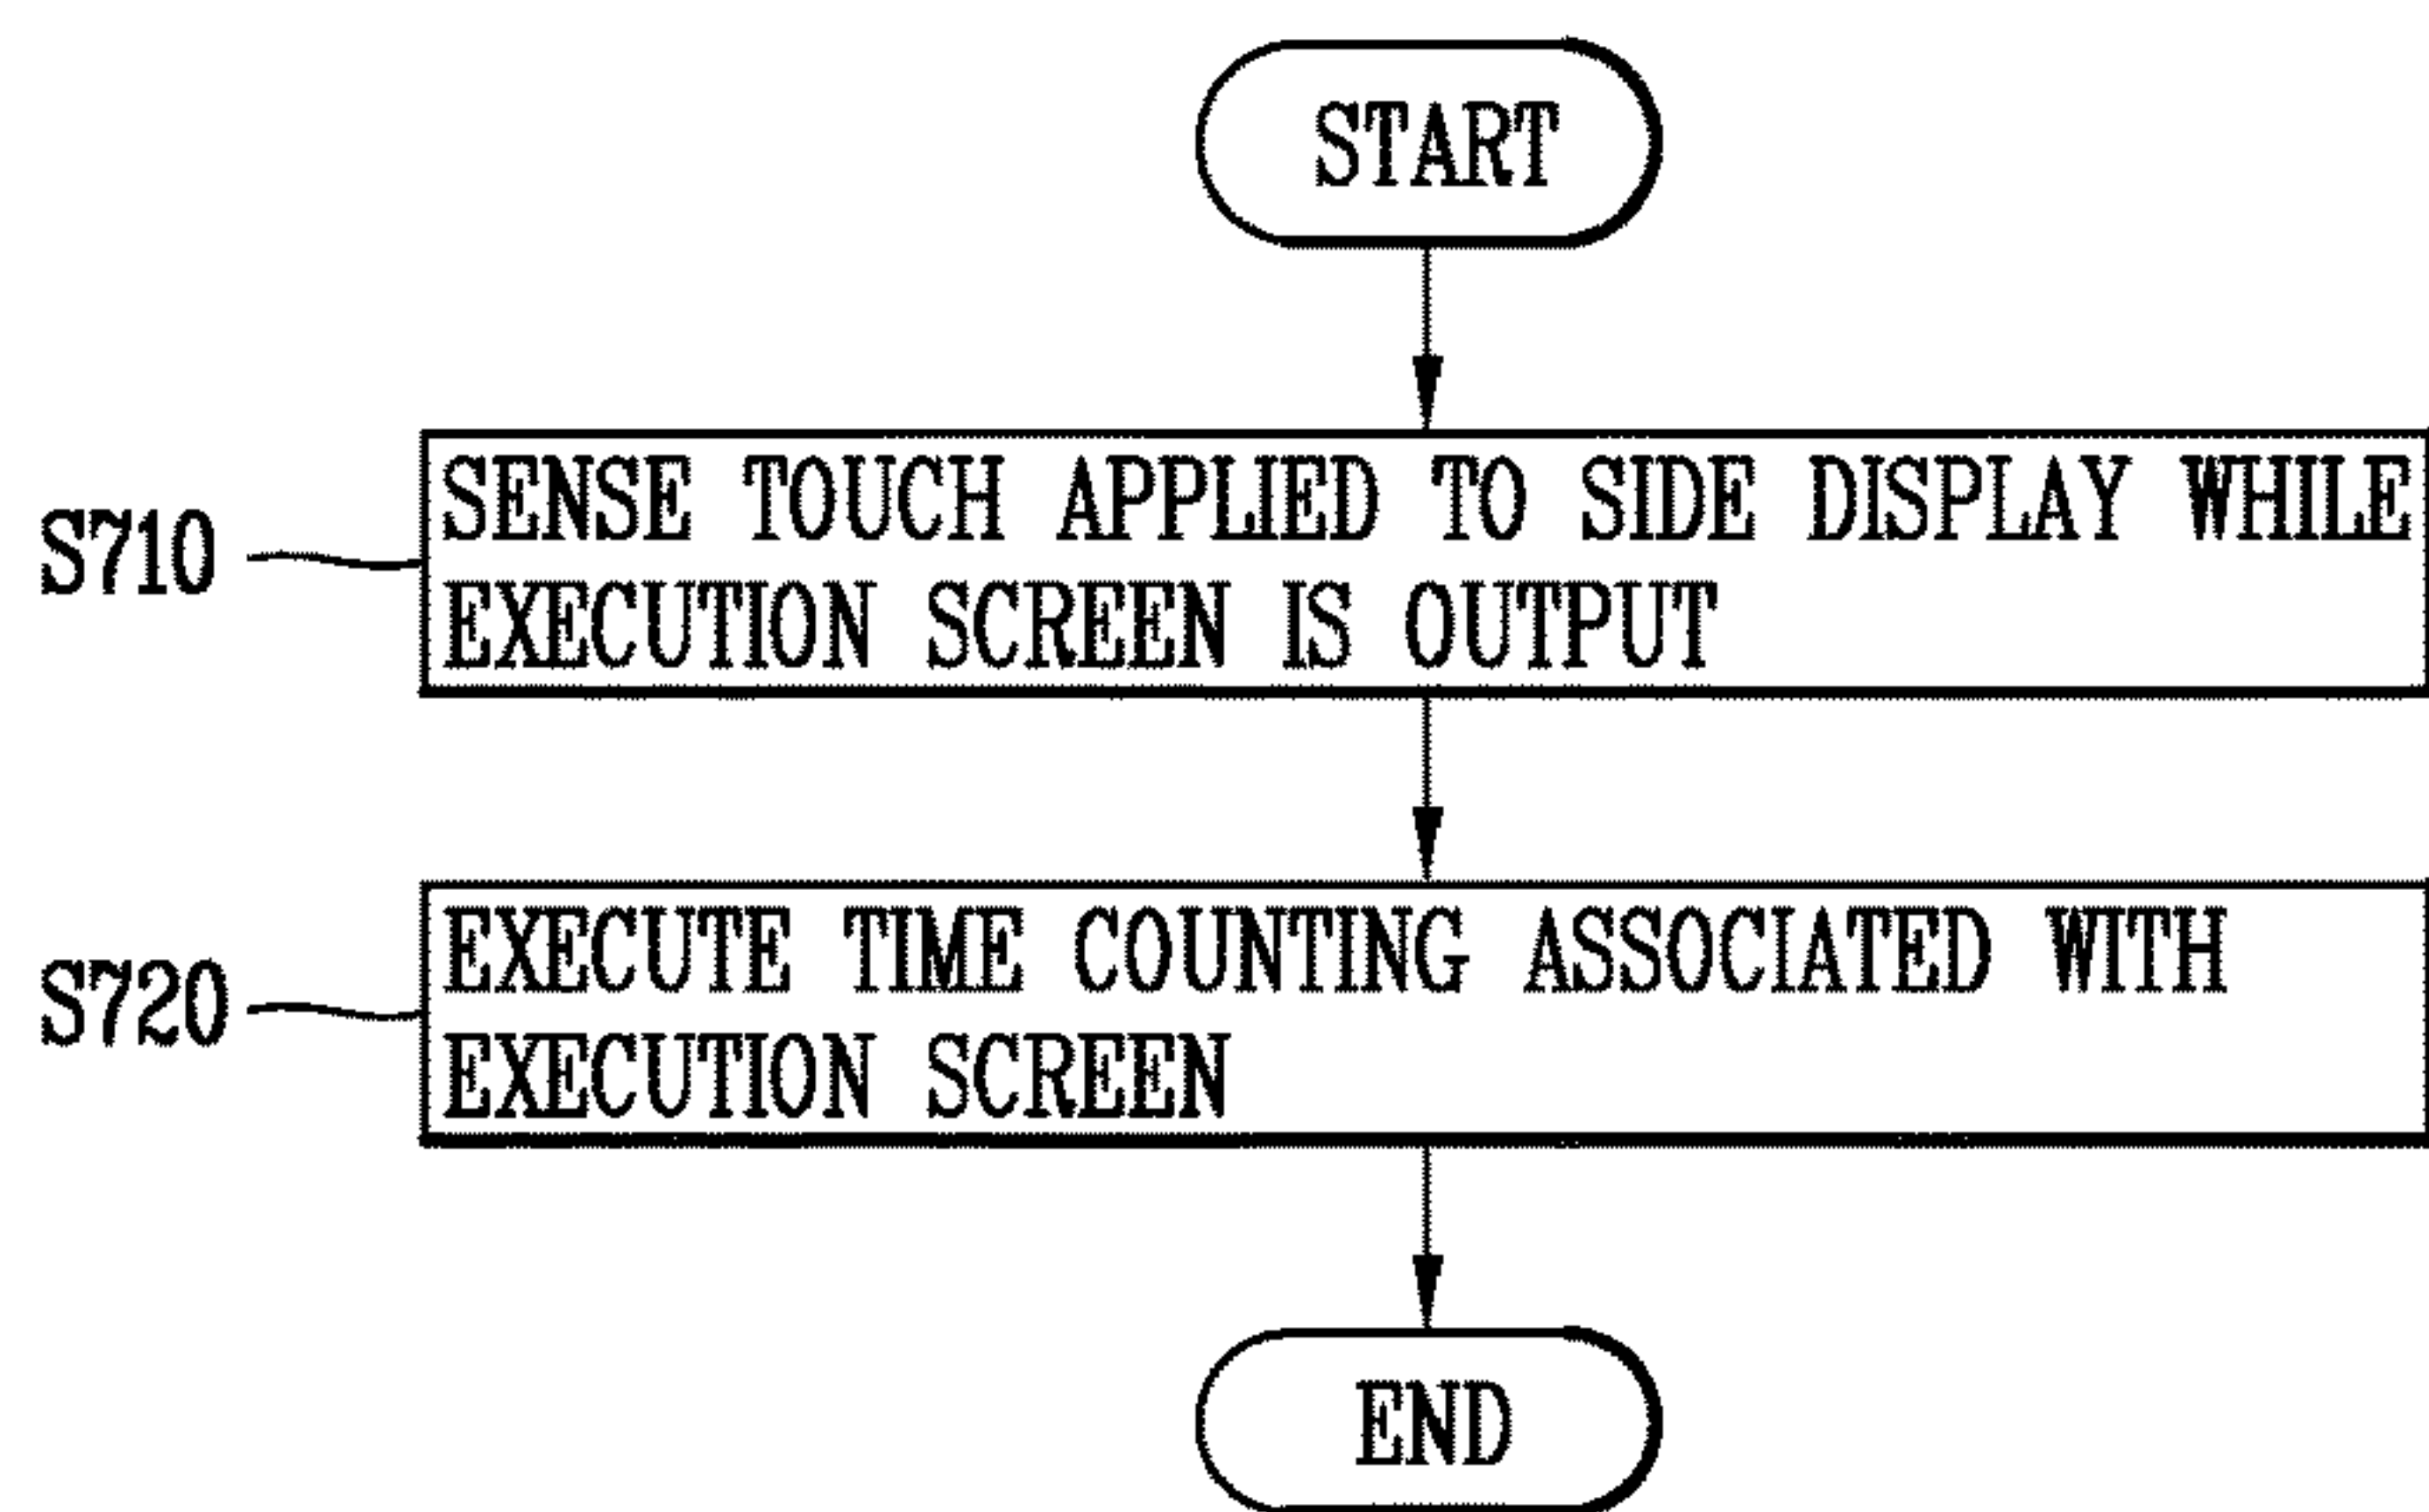 START
S710
SENSE TOUCH APPLIED TO SIDE DISPLAY WHILE
EXECUTION SCREEN IS OUTPUT
S720
EXECUTE TIME COUNTING ASSOCIATED WITH
EXECUTION SCREEN
END